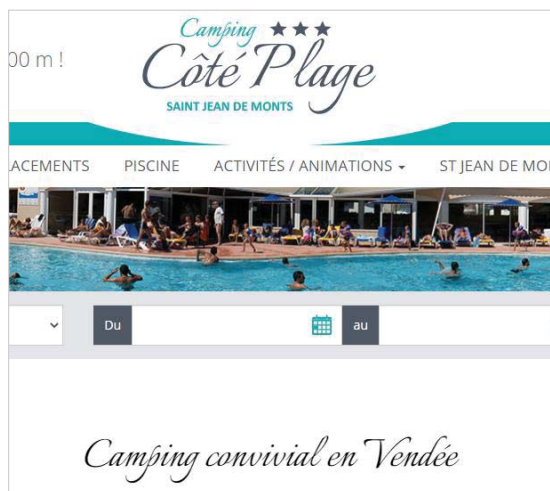 Camping ★★★
00 m !
Côté Plage
SAINT JEAN DE MONTS
ACEMENTS PISCINE ACTIVITÉS / ANIMATIONS ST JEAN DE MO
Du au
Camping convivial en Vendée